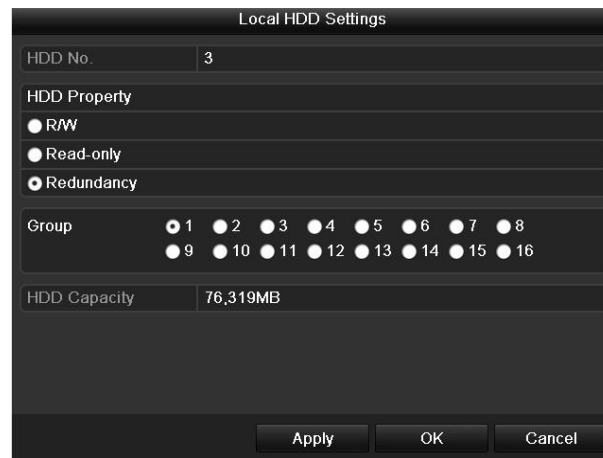 Local HDD Settings
HDD No. 3
HDD Property
R/W
Read-only
Redundancy
Group 1 2 3 4 5 6 7 8
9 10 11 12 13 14 15 16
HDD Capacity 76,319MB
Apply OK Cancel